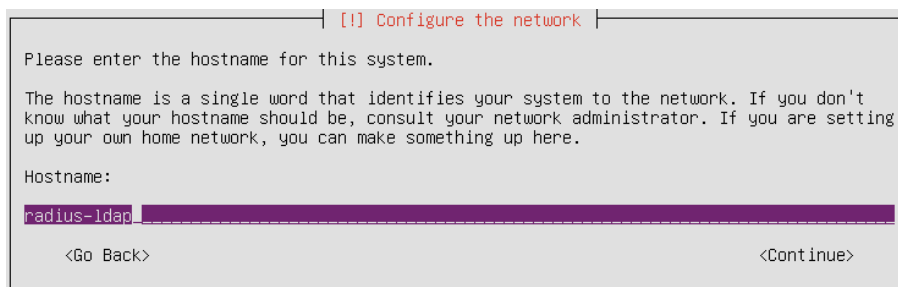 [!] Configure the network
Please enter the hostname for this system.
The hostname is a single word that identifies your system to the network. If you don't
know what your hostname should be, consult your network administrator. If you are setting
up your own home network, you can make something up here.
Hostname:
radius-ldap
<Go Back> <Continue>